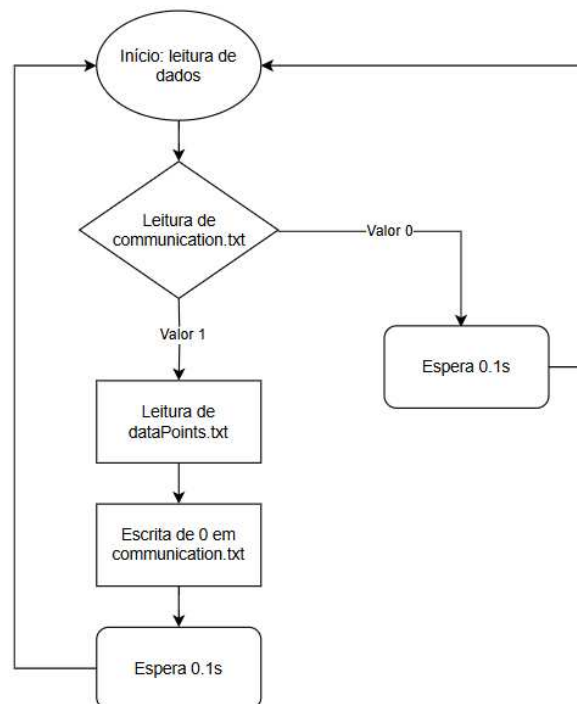 Início: leitura de
dados
Leitura de
communication.txt
Valor 0
Valor 1
Espera 0.1s
Leitura de
dataPoints.txt
Escrita de 0 em
communication.txt
Espera 0.1s